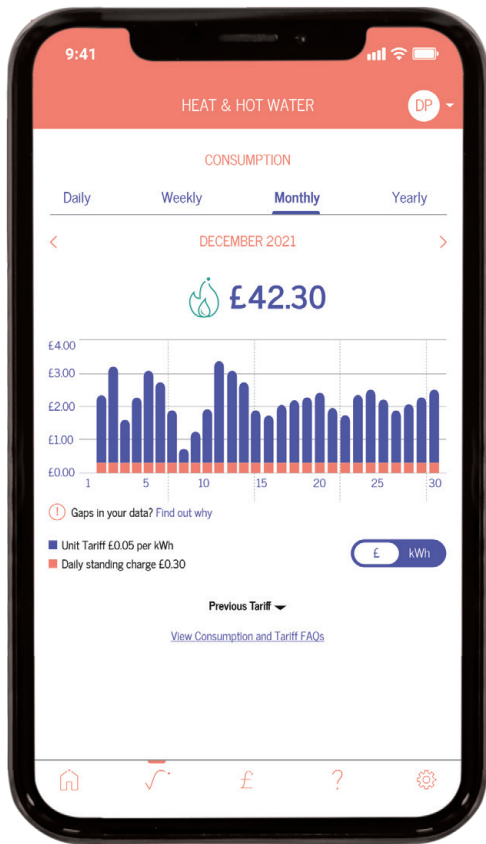 9:41
HEAT & HOT WATER
DP
CONSUMPTION
Daily Weekly Monthly Yearly
DECEMBER 2021
£42.30
£4.00
£3.00
£2.00
£1.00
£0.00
1 5 10 15 20 25 30
! Gaps in your data? Find out why
Unit Tariff £0.05 per kWh
Daily standing charge £0.30
£ kWh
Previous Tariff
View Consumption and Tariff FAQs
£ ?